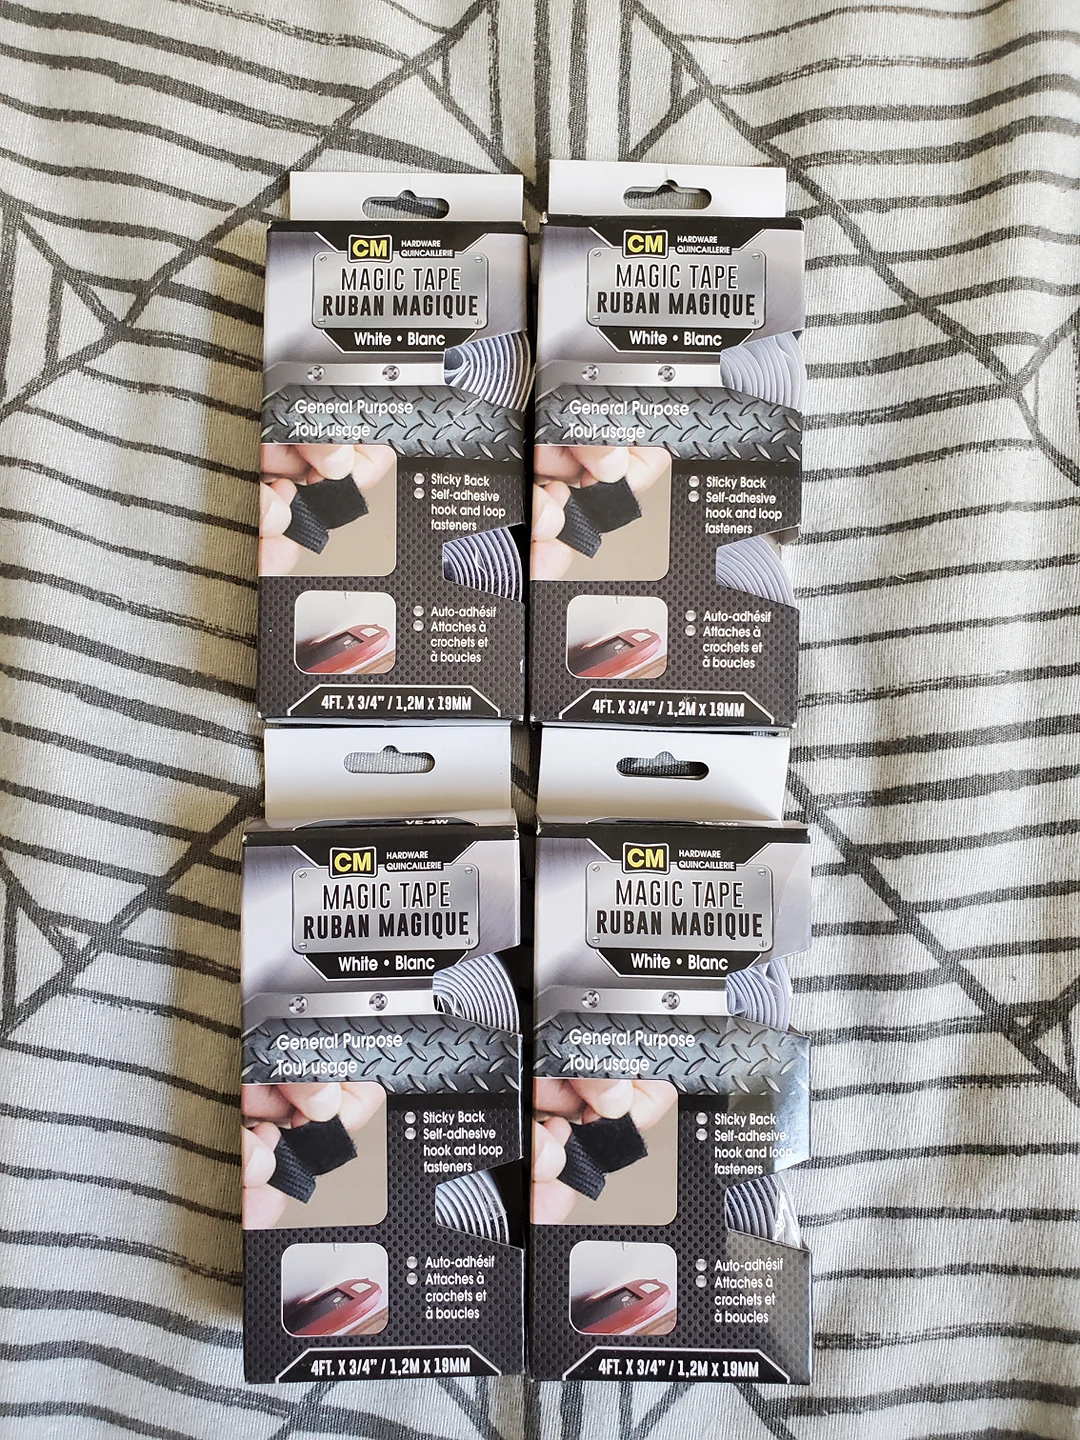 CM HARDWARE
QUINCAILLERIE
MAGIC TAPE
RUBAN MAGIQUE
White • Blanc
General Purpose
Tout usage
Sticky Back
Self-adhesive
hook and loop
fasteners
Auto-adhésif
Attaches à
crochets et
à boucles
4FT. X 3/4" / 1,2M x 19MM
CM HARDWARE
QUINCAILLERIE
MAGIC TAPE
RUBAN MAGIQUE
White • Blanc
General Purpose
Tout usage
Sticky Back
Self-adhesive
hook and loop
fasteners
Auto-adhésif
Attaches à
crochets et
à boucles
4FT. X 3/4" / 1,2M x 19MM
VE-4W
CM HARDWARE
QUINCAILLERIE
MAGIC TAPE
RUBAN MAGIQUE
White • Blanc
General Purpose
Tout usage
Sticky Back
Self-adhesive
hook and loop
fasteners
Auto-adhésif
Attaches à
crochets et
à boucles
4FT. X 3/4" / 1,2M x 19MM
VE-4W
CM HARDWARE
QUINCAILLERIE
MAGIC TAPE
RUBAN MAGIQUE
White • Blanc
General Purpose
Tout usage
Sticky Back
Self-adhesive
hook and loop
fasteners
Auto-adhésif
Attaches à
crochets et
à boucles
4FT. X 3/4" / 1,2M x 19MM